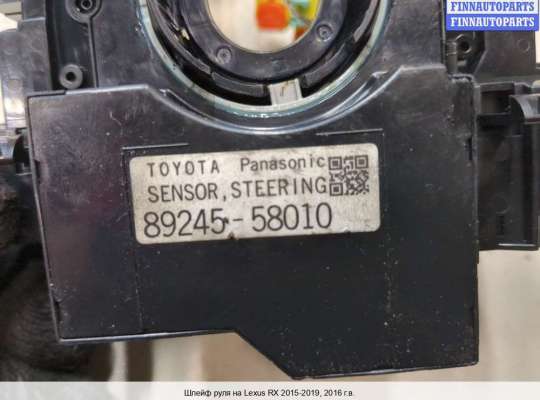 FINNAUTOPARTS
FINNAUTOPARTS
TOYOTA Panasonic
SENSOR, STEERING
89245-58010
Шлейф руля на Lexus RX 2015-2019, 2016 г.в.